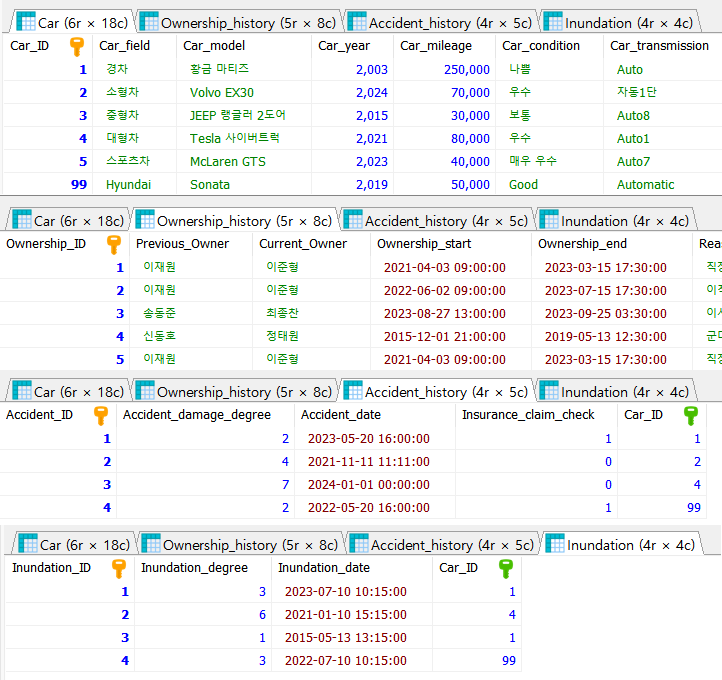 Car (6r × 18c) Ownership_history (5r × 8c) Accident_history (4r × 5c) Inundation (4r × 4c)
Car_ID Car_field Car_model Car_year Car_mileage Car_condition Car_transmission
1 경차 황금 마티즈 2,003 250,000 나쁨 Auto
2 소형차 Volvo EX30 2,024 70,000 우수 자동1단
3 중형차 JEEP 랭글러 2도어 2,015 30,000 보통 Auto8
4 대형차 Tesla 사이버트럭 2,021 80,000 우수 Auto1
5 스포츠차 McLaren GTS 2,023 40,000 매우 우수 Auto7
99 Hyundai Sonata 2,019 50,000 Good Automatic
Car (6r × 18c) Ownership_history (5r × 8c) Accident_history (4r × 5c) Inundation (4r × 4c)
Ownership_ID Previous_Owner Current_Owner Ownership_start Ownership_end Rea
1 이재원 이준형 2021-04-03 09:00:00 2023-03-15 17:30:00 직장
2 이재원 이준형 2022-06-02 09:00:00 2023-07-15 17:30:00 이직
3 송동준 최종찬 2023-08-27 13:00:00 2023-09-25 03:30:00 이사
4 신동호 정태원 2015-12-01 21:00:00 2019-05-13 12:30:00 군대
5 이재원 이준형 2021-04-03 09:00:00 2023-03-15 17:30:00 직장
Car (6r × 18c) Ownership_history (5r × 8c) Accident_history (4r × 5c) Inundation (4r × 4c)
Accident_ID Accident_damage_degree Accident_date Insurance_claim_check Car_ID
1 2 2023-05-20 16:00:00 1 1
2 4 2021-11-11 11:11:00 0 2
3 7 2024-01-01 00:00:00 0 4
4 2 2022-05-20 16:00:00 1 99
Car (6r × 18c) Ownership_history (5r × 8c) Accident_history (4r × 5c) Inundation (4r × 4c)
Inundation_ID Inundation_degree Inundation_date Car_ID
1 3 2023-07-10 10:15:00 1
2 6 2021-01-10 15:15:00 4
3 1 2015-05-13 13:15:00 1
4 3 2022-07-10 10:15:00 99